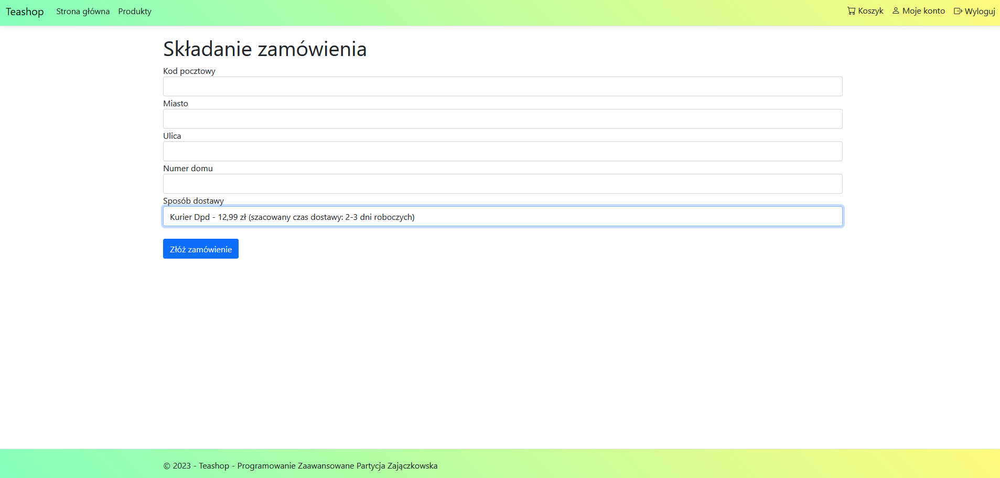 Teashop Strona główna Produkty Koszyk Moje konto Wyloguj
Składanie zamówienia
Kod pocztowy
Miasto
Ulica
Numer domu
Sposób dostawy
Kurier Dpd - 12,99 zł (szacowany czas dostawy: 2-3 dni roboczych)
Złóż zamówienie
© 2023 - Teashop - Programowanie Zaawansowane Partycja Zajączkowska